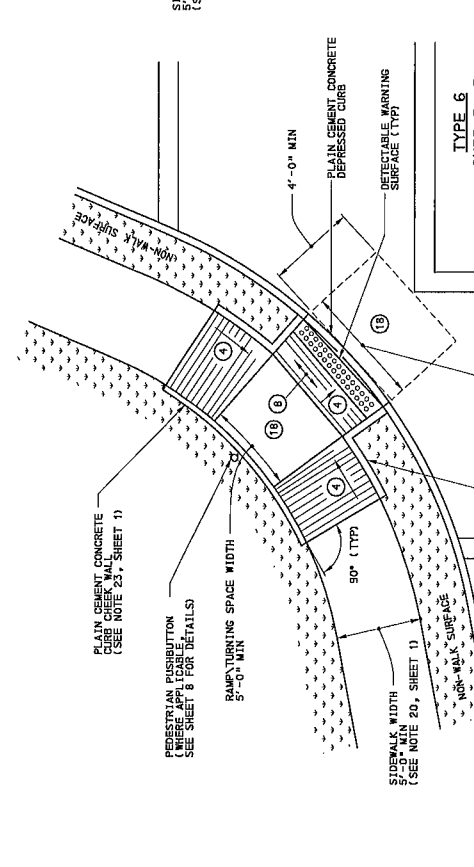 PLAIN CEMENT CONCRETE
CURB CHEEK WALL
(SEE NOTE 23, SHEET 1)
PEDESTRIAN PUSHBUTTON
(WHERE APPLICABLE,
SEE SHEET 8 FOR DETAILS)
RAMP\TURNING SPACE WIDTH
5'-0" MIN
SIDEWALK WIDTH
5'-0" MIN
(SEE NOTE 20, SHEET 1)
90° (TYP)
NON-WALK SURFACE
NON-WALK SURFACE
4
18
8
4
4
18
4'-0" MIN
PLAIN CEMENT CONCRETE
DEPRESSED CURB
DETECTABLE WARNING
SURFACE (TYP)
TYPE 6